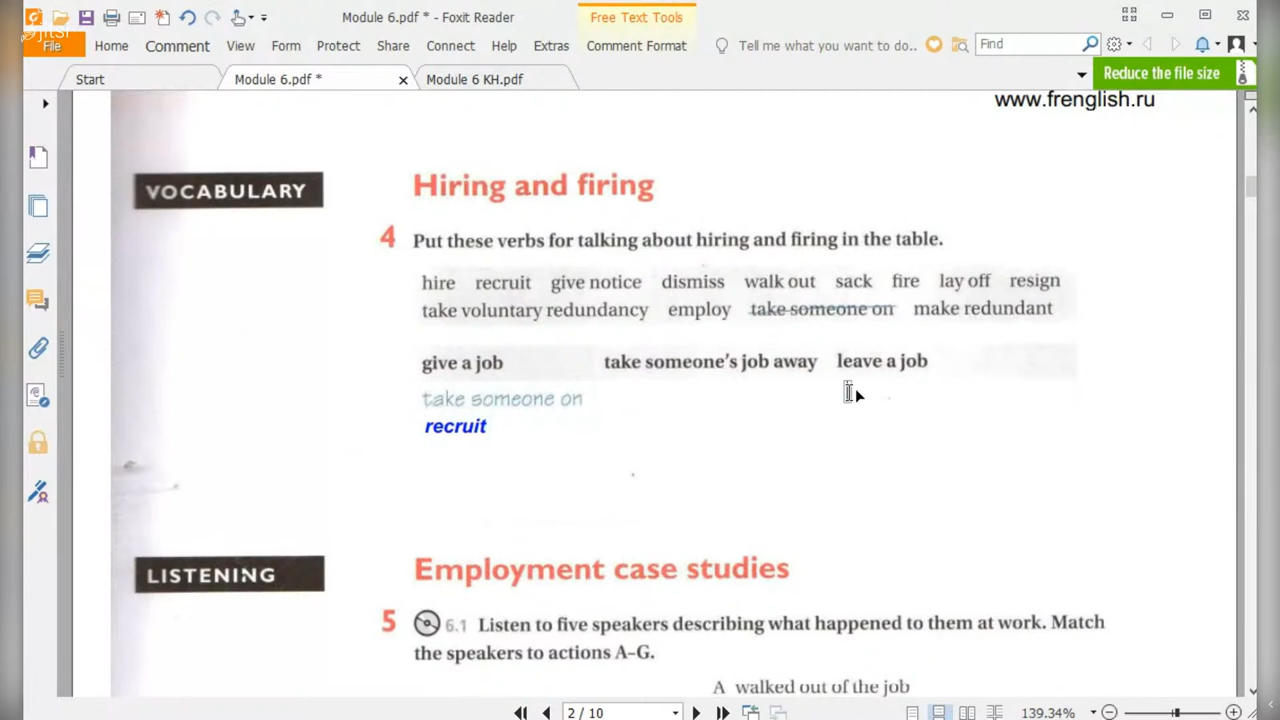 Module 6.pdf * - Foxit Reader
Free Text Tools
jitsi
File
Home
Comment
View
Form
Protect
Share
Connect
Help
Extras
Comment Format
Tell me what you want to do..
Find
Start
Module 6.pdf *
Module 6 KH.pdf
Reduce the file size
www.frenglish.ru
VOCABULARY
Hiring and firing
4 Put these verbs for talking about hiring and firing in the table.
hire recruit give notice dismiss walk out sack fire lay off resign
take voluntary redundancy employ take someone on make redundant
give a job take someone's job away leave a job
take someone on
recruit
LISTENING
Employment case studies
5 6.1 Listen to five speakers describing what happened to them at work. Match
the speakers to actions A–G.
A walked out of the job
2 / 10
139.34%